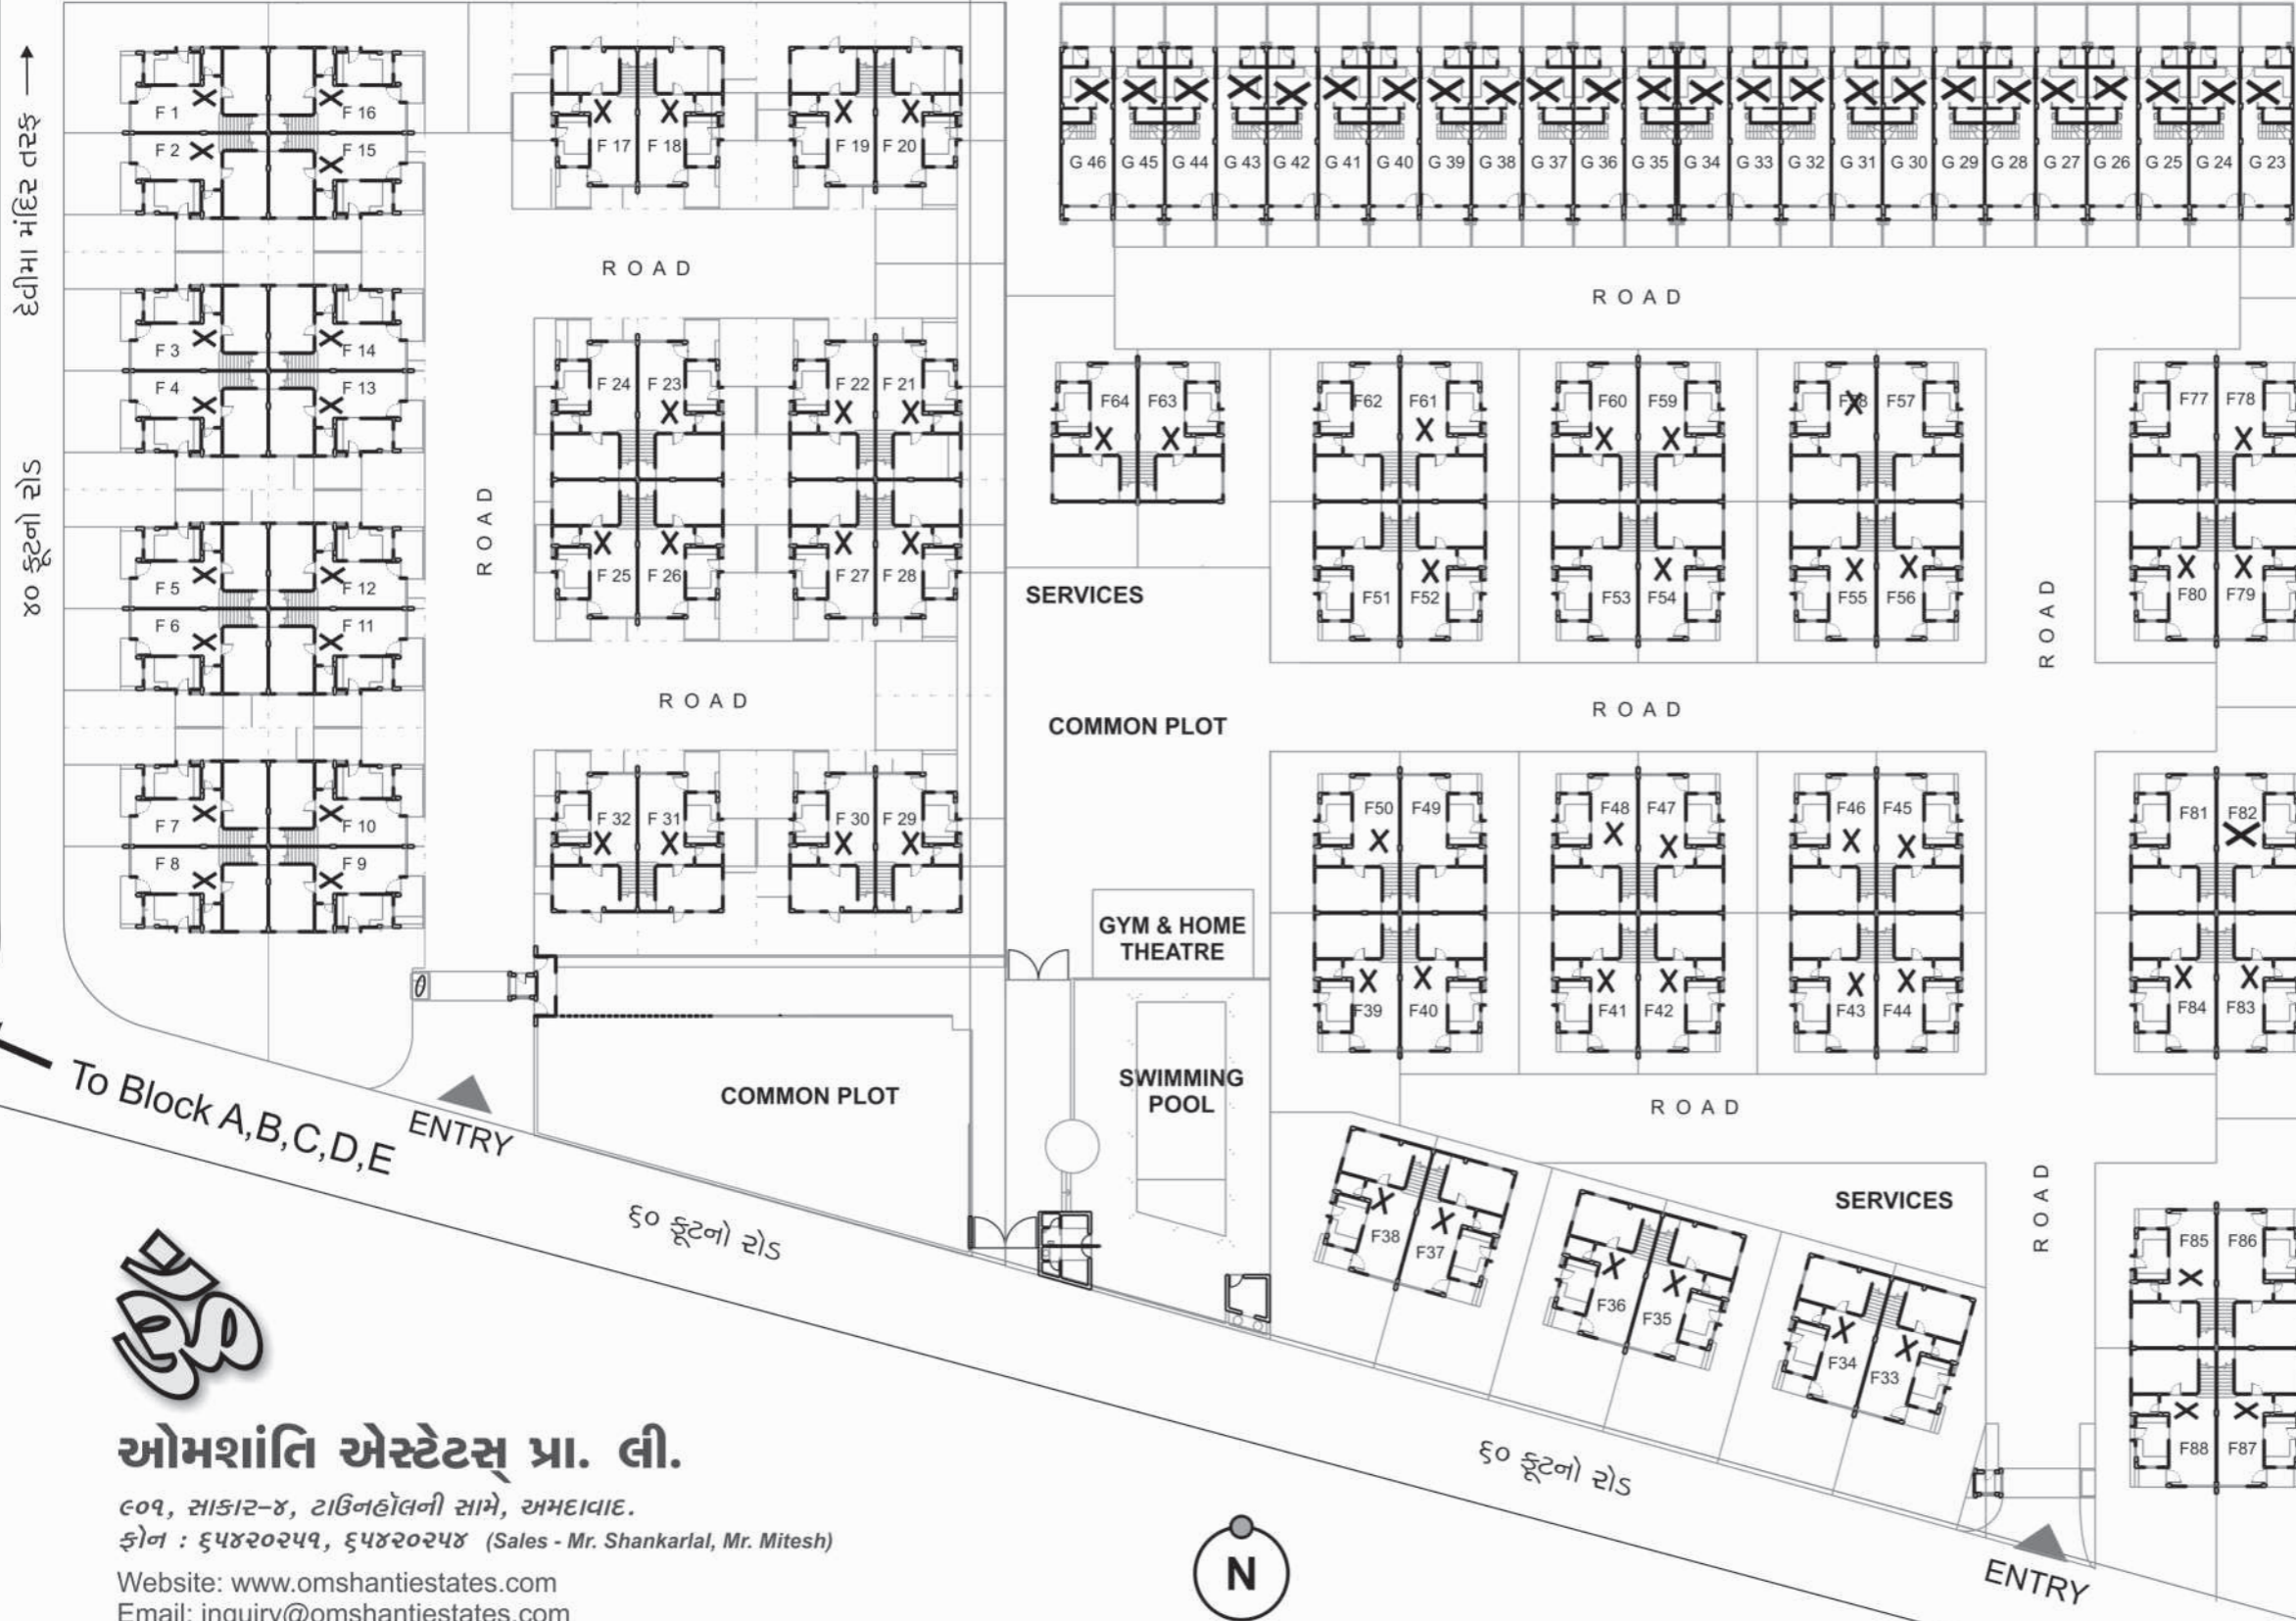 F 1
F 16
F 2
F 15
F 17
F 18
F 19
F 20
G 46
G 45
G 44
G 43
G 42
G 41
G 40
G 39
G 38
G 37
G 36
G 35
G 34
G 33
G 32
G 31
G 30
G 29
G 28
G 27
G 26
G 25
G 24
G 23
દેવીમા મંદિર તરફ
૪૦ ફૂટનો રોડ
ROAD
ROAD
F 3
F 14
F 4
F 13
F 24
F 23
F 22
F 21
F64
F63
F62
F61
F60
F59
F57
F77
F78
ROAD
F 5
F 12
F 6
F 11
F 25
F 26
F 27
F 28
SERVICES
F51
F52
F53
F54
F55
F56
F80
F79
ROAD
ROAD
COMMON PLOT
ROAD
F 7
F 10
F 8
F 9
F 32
F 31
F 30
F 29
F50
F49
F48
F47
F46
F45
F81
F82
GYM & HOME
THEATRE
F39
F40
F41
F42
F43
F44
F84
F83
To Block A,B,C,D,E
ENTRY
COMMON PLOT
SWIMMING
POOL
ROAD
SERVICES
ROAD
૬૦ ફૂટનો રોડ
F38
F37
F36
F35
F34
F33
F85
F86
F88
F87
૬૦ ફૂટનો રોડ
ENTRY
ૐ
ઓમશાંતિ એસ્ટેટસ્ પ્રા. લી.
૯૦૧, સાકાર-૪, ટાઉનહૉલની સામે, અમદાવાદ.
ફોન : ૬૫૪૨૦૨૫૧, ૬૫૪૨૦૨૫૪ (Sales - Mr. Shankarlal, Mr. Mitesh)
Website: www.omshantiestates.com
Email: inquiry@omshantiestates.com
N